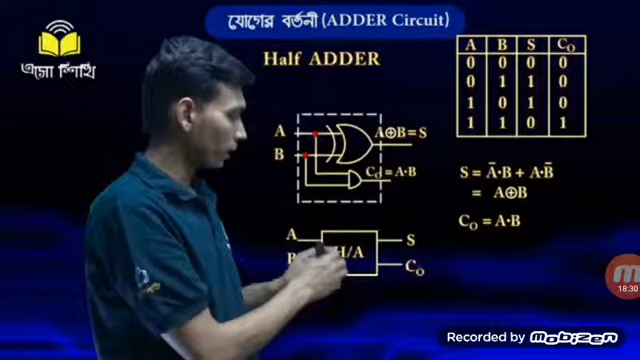 যোগের বর্তনী (ADDER Circuit)
এসো শিখি
Half ADDER
A B S C₀
0 0 0 0
0 1 1 0
1 0 1 0
1 1 0 1
A
B
A⊕B=S
C₀=A·B
S = A̅·B + A·B̅
= A⊕B
C₀ = A·B
A
B
H/A
S
C₀
18:30
Recorded by mobizen